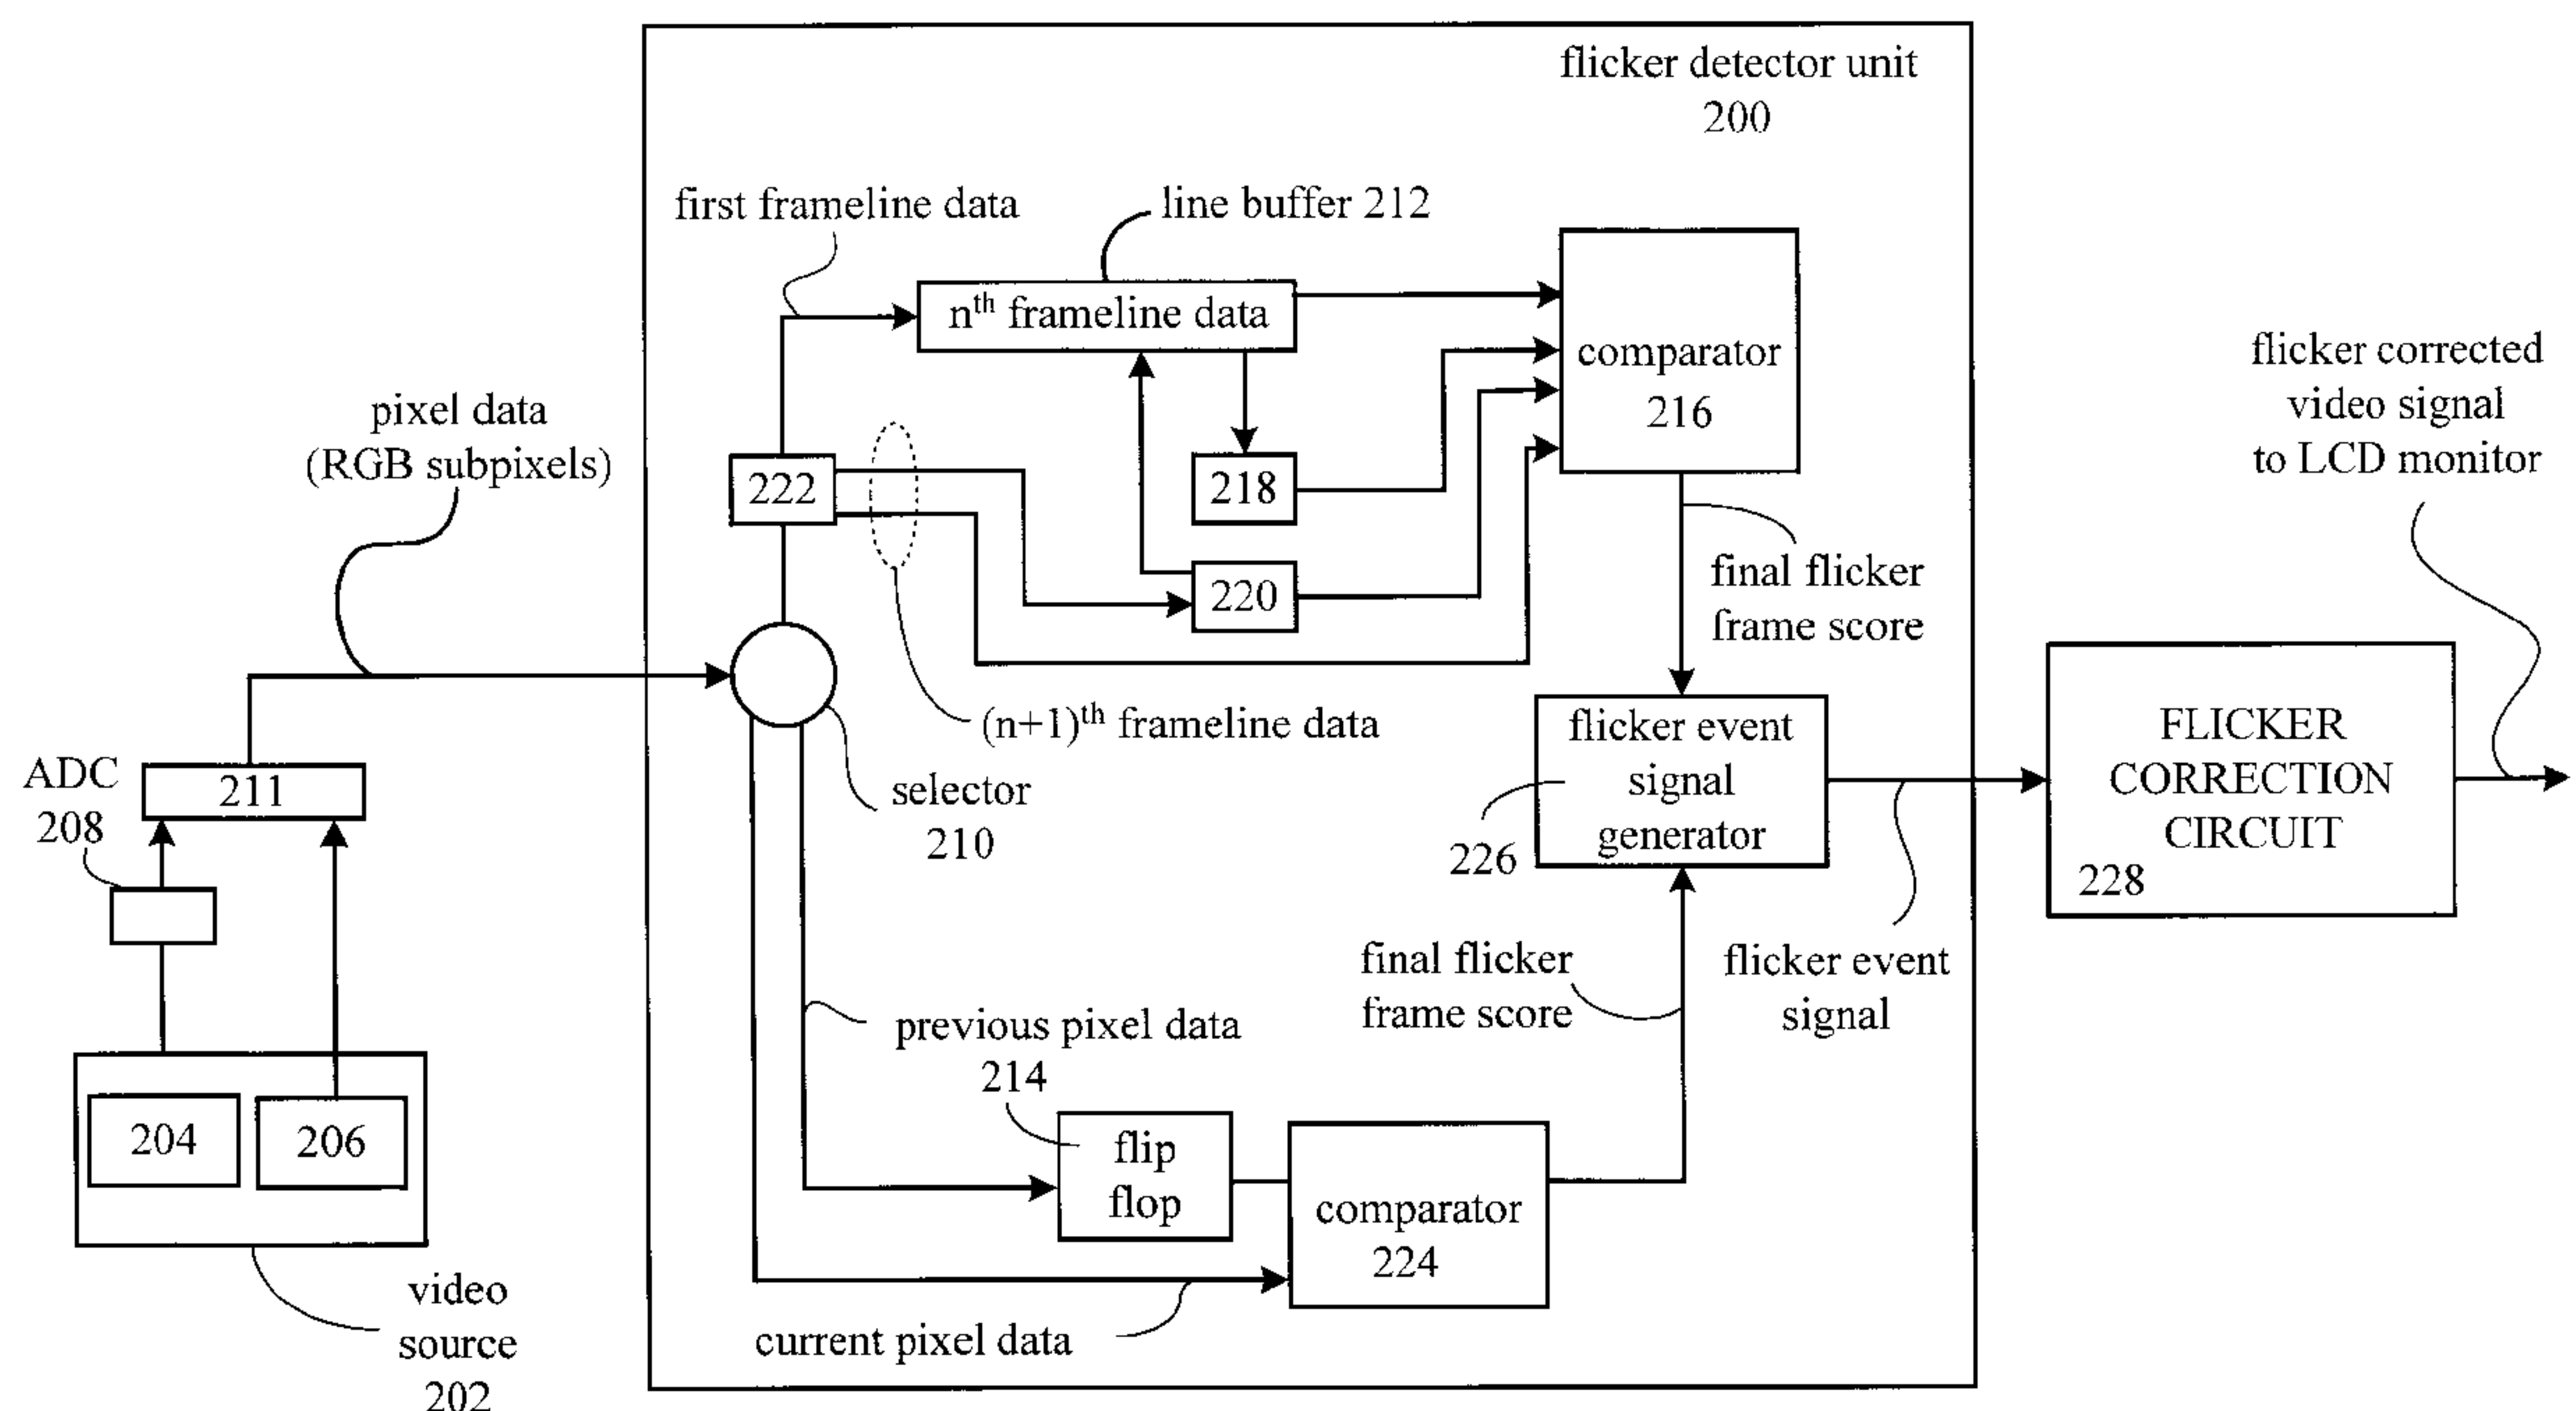 flicker detector unit
200
first frameline data
line buffer 212
nth frameline data
comparator
216
flicker corrected
video signal
to LCD monitor
pixel data
(RGB subpixels)
222
218
220
final flicker
frame score
(n+1)th frameline data
selector
210
ADC
208
211
flicker event
signal
generator
226
FLICKER
CORRECTION
CIRCUIT
228
final flicker
frame score
flicker event
signal
previous pixel data
214
flip
flop
comparator
224
current pixel data
204
206
video
source
202